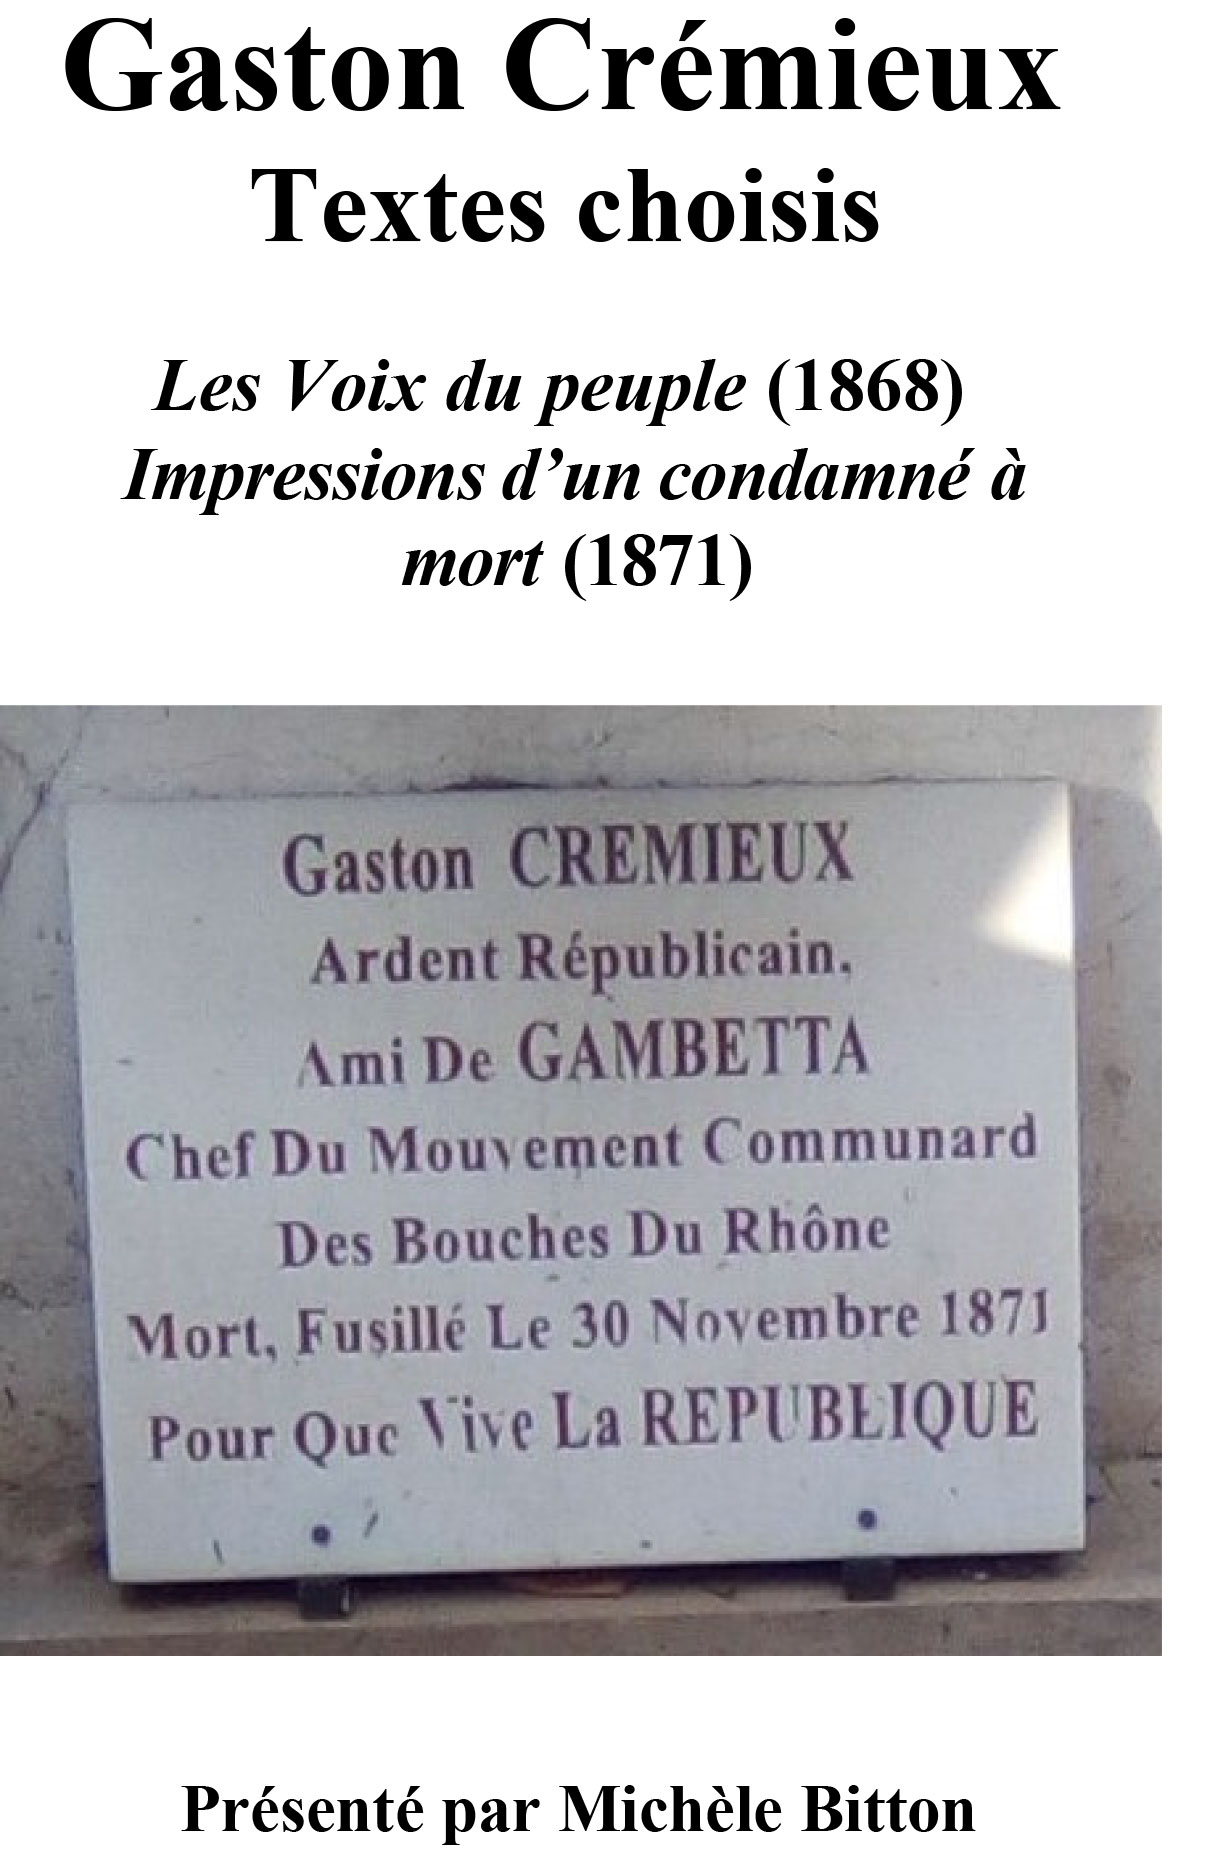 Gaston Crémieux
Textes choisis
Les Voix du peuple (1868)
Impressions d’un condamné à
mort (1871)
Gaston CREMIEUX
Ardent Républicain.
Ami De GAMBETTA
Chef Du Mouvement Communard
Des Bouches Du Rhône
Mort, Fusillé Le 30 Novembre 1871
Pour Que Vive La REPUBLIQUE
Présenté par Michèle Bitton